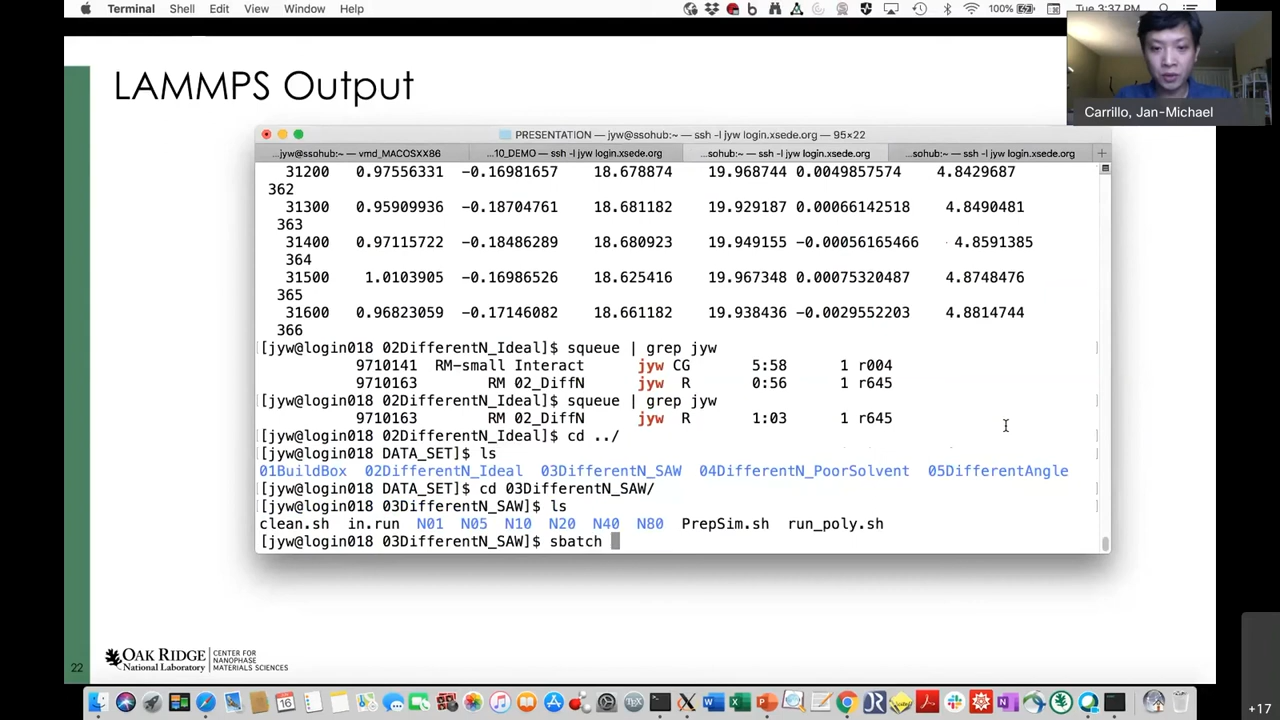 Terminal Shell Edit View Window Help 100% Tue 3:37 PM
Carrillo, Jan-Michael
LAMMPS Output
PRESENTATION — jyw@ssohub:~ — ssh -l jyw login.xsede.org — 95×22
...jyw@ssohub:~ — vmd_MACOSXX86 ...10_DEMO — ssh -l jyw login.xsede.org ...sohub:~ — ssh -l jyw login.xsede.org ...sohub:~ — ssh -l jyw login.xsede.org +
31200 0.97556331 -0.16981657 18.678874 19.968744 0.0049857574 4.8429687
362
31300 0.95909936 -0.18704761 18.681182 19.929187 0.00066142518 4.8490481
363
31400 0.97115722 -0.18486289 18.680923 19.949155 -0.00056165466 4.8591385
364
31500 1.0103905 -0.16986526 18.625416 19.967348 0.00075320487 4.8748476
365
31600 0.96823059 -0.17146082 18.661182 19.938436 -0.0029552203 4.8814744
366
[jyw@login018 02DifferentN_Ideal]$ squeue | grep jyw
9710141 RM-small Interact jyw CG 5:58 1 r004
9710163 RM 02_DiffN jyw R 0:56 1 r645
[jyw@login018 02DifferentN_Ideal]$ squeue | grep jyw
9710163 RM 02_DiffN jyw R 1:03 1 r645
[jyw@login018 02DifferentN_Ideal]$ cd ../
[jyw@login018 DATA_SET]$ ls
01BuildBox 02DifferentN_Ideal 03DifferentN_SAW 04DifferentN_PoorSolvent 05DifferentAngle
[jyw@login018 DATA_SET]$ cd 03DifferentN_SAW/
[jyw@login018 03DifferentN_SAW]$ ls
clean.sh in.run N01 N05 N10 N20 N40 N80 PrepSim.sh run_poly.sh
[jyw@login018 03DifferentN_SAW]$ sbatch
22
OAK RIDGE
National Laboratory
CENTER FOR
NANOPHASE
MATERIALS SCIENCES
+17